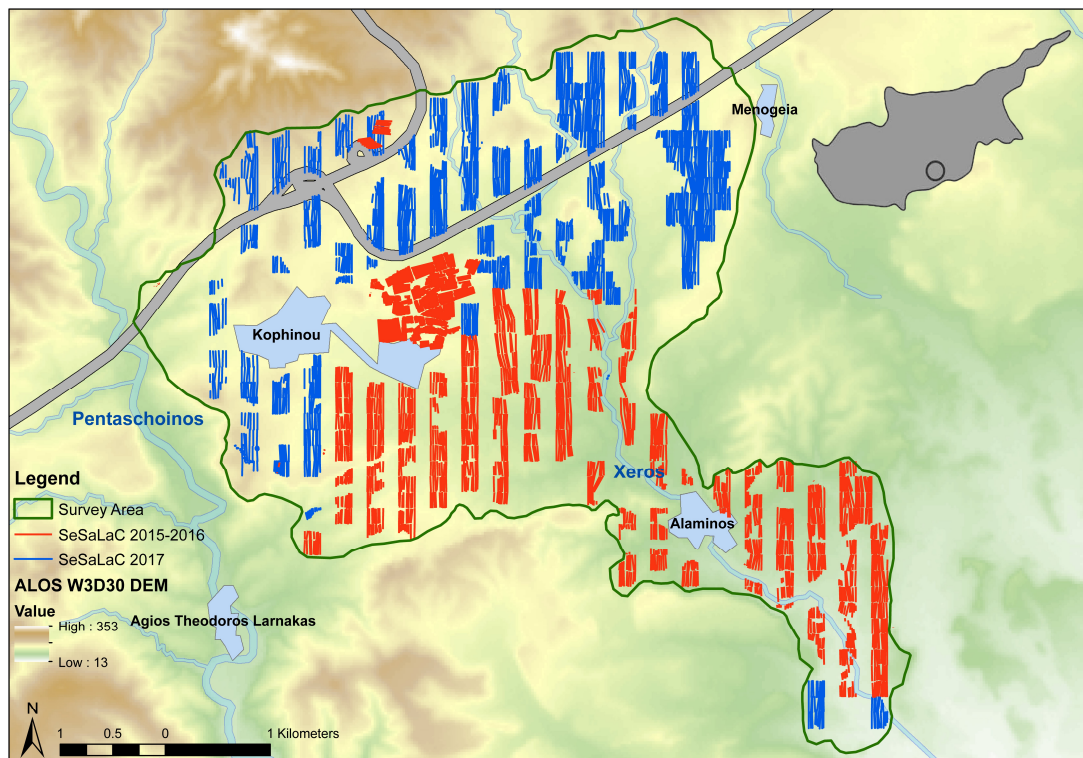 Menogeia
Kophinou
Pentaschoinos
Xeros
Alaminos
Legend
Survey Area
SeSaLaC 2015-2016
SeSaLaC 2017
ALOS W3D30 DEM
Value
High : 353
Low : 13
Agios Theodoros Larnakas
N
1 0.5 0 1 Kilometers